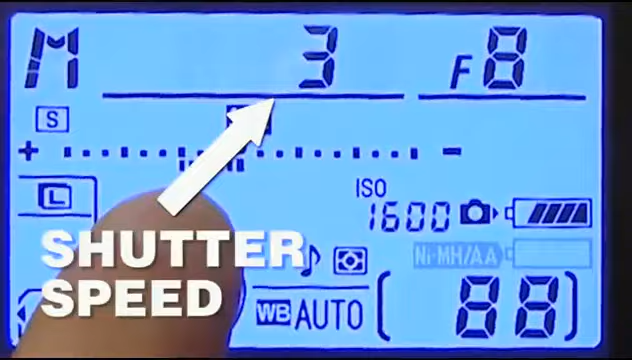 M 3 F8
S
+ -
L
ISO
1600
SHUTTER
SPEED
Ni-MH/AA
WB AUTO [88]